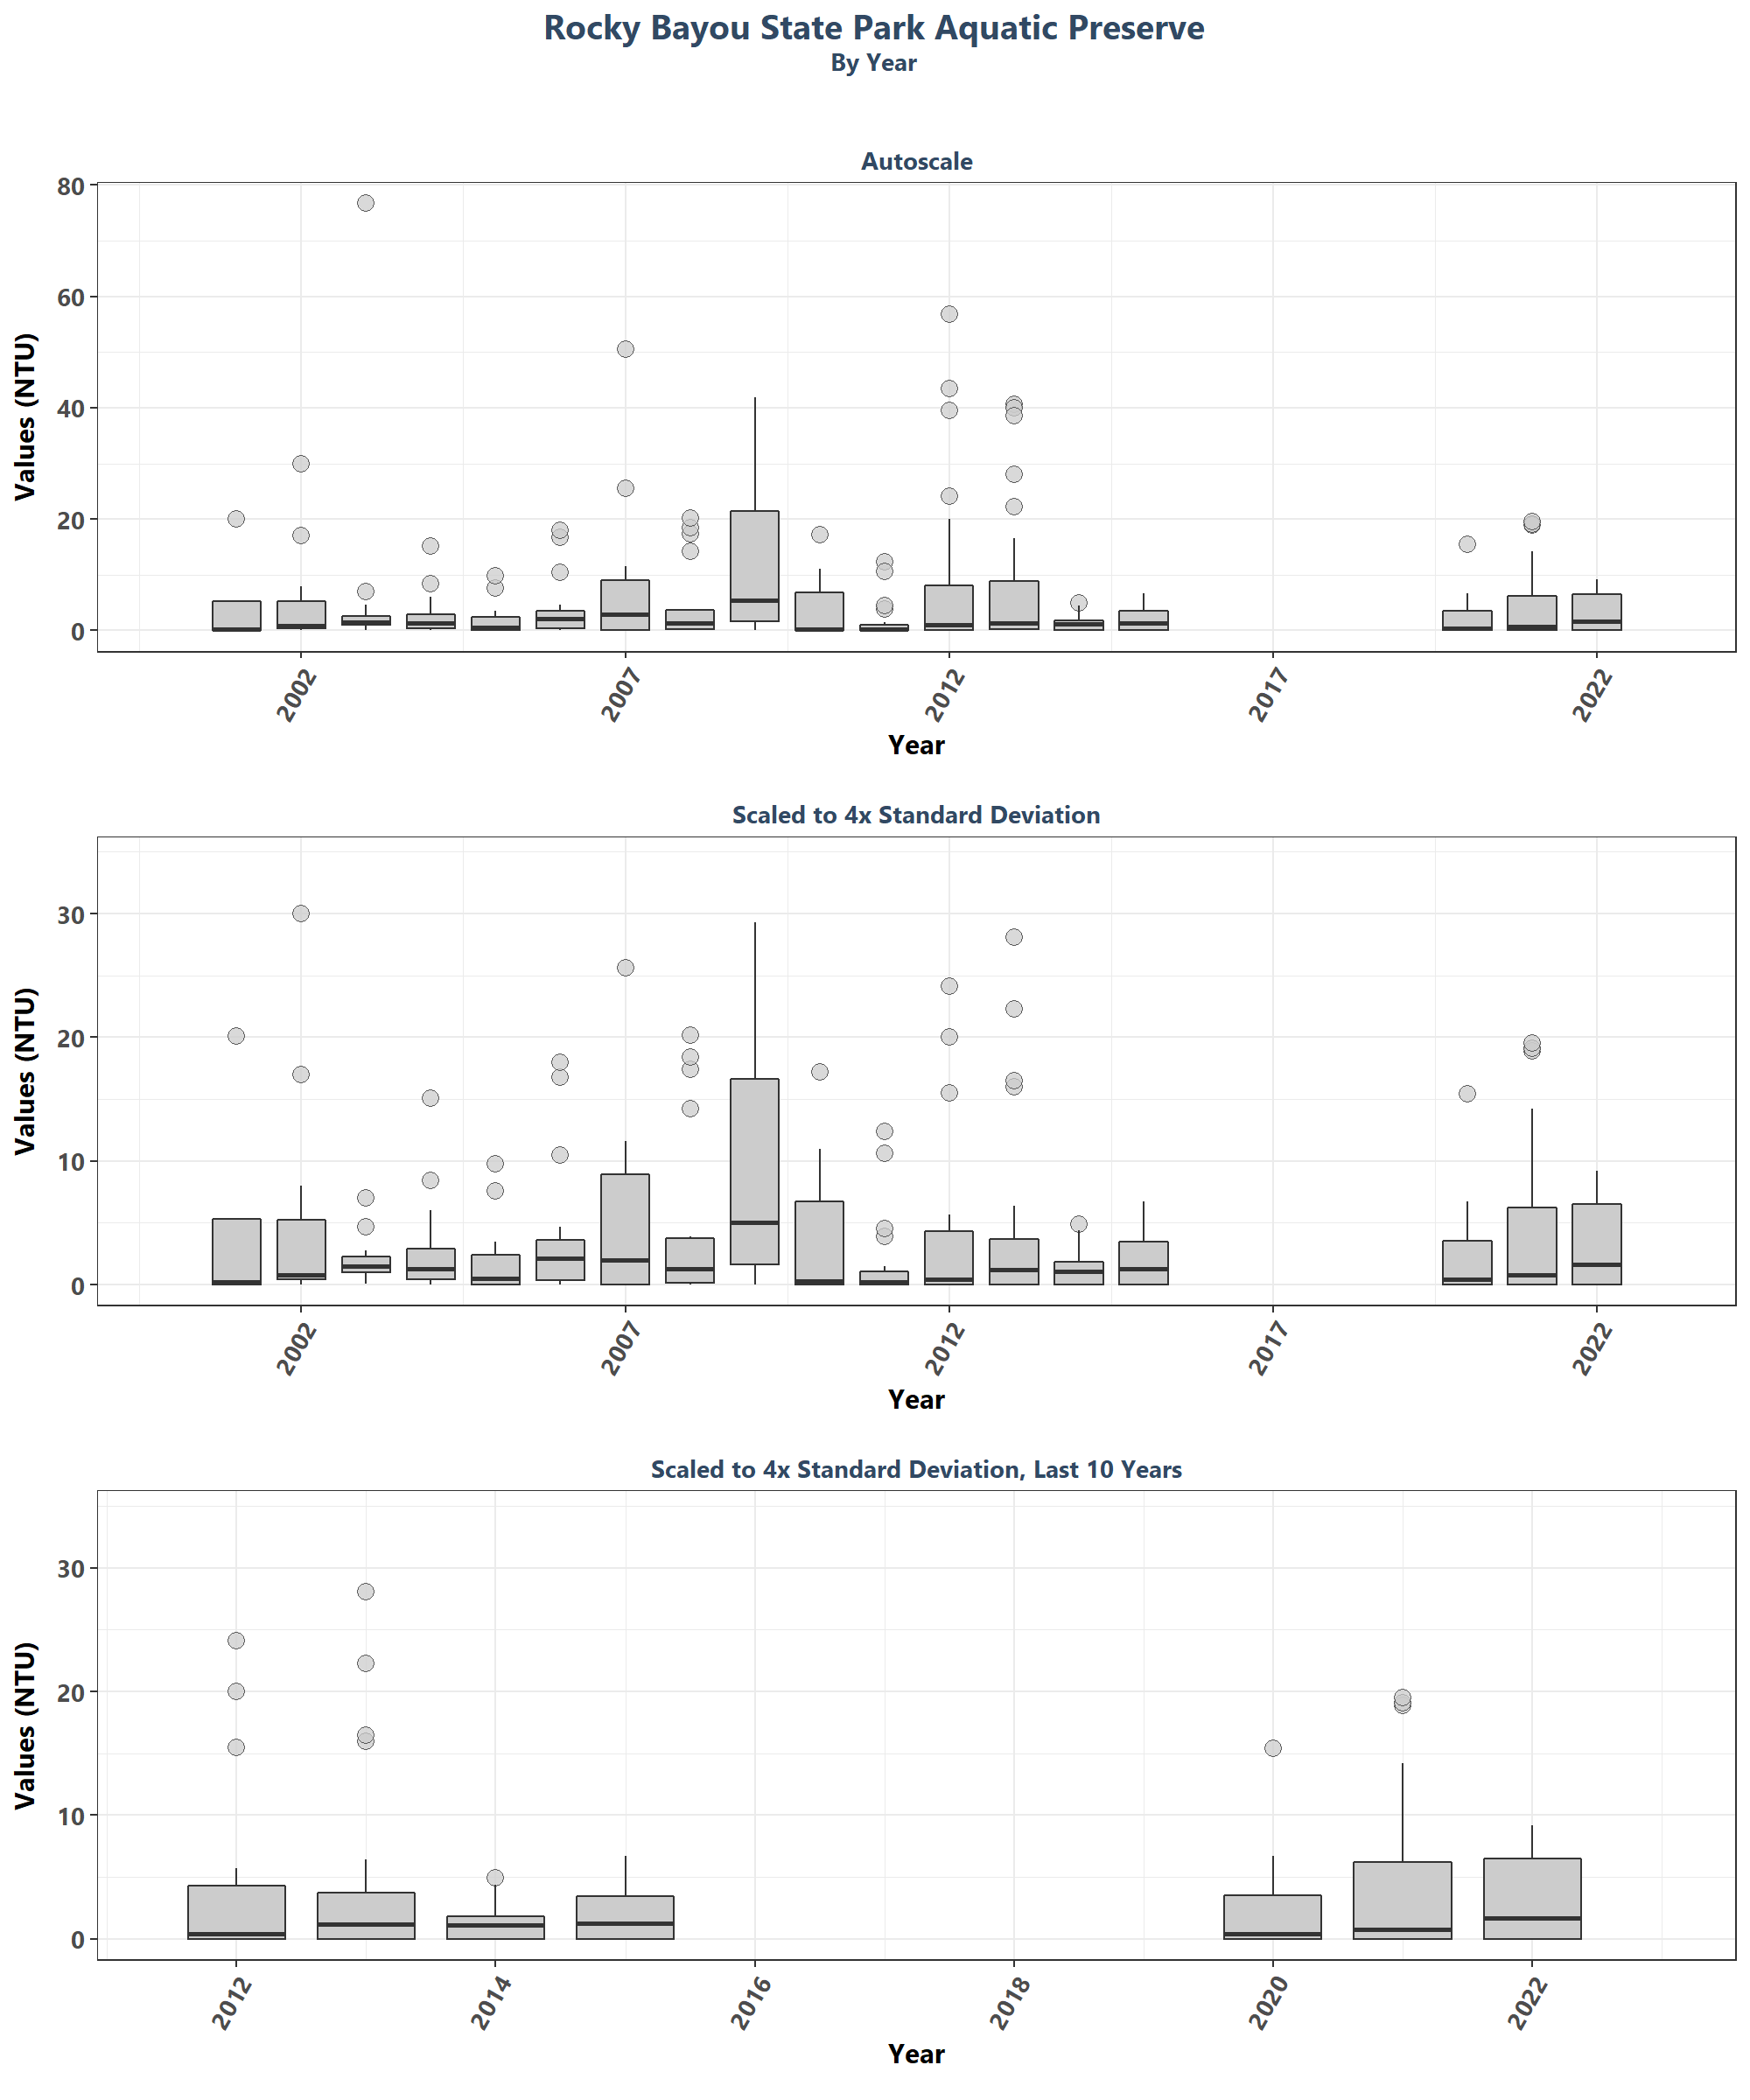 Rocky Bayou State Park Aquatic Preserve
By Year
Autoscale
Values (NTU)
80
60
40
20
0
2002 2007 2012 2017 2022
Year
Scaled to 4x Standard Deviation
Values (NTU)
30
20
10
0
2002 2007 2012 2017 2022
Year
Scaled to 4x Standard Deviation, Last 10 Years
Values (NTU)
30
20
10
0
2012 2014 2016 2018 2020 2022
Year